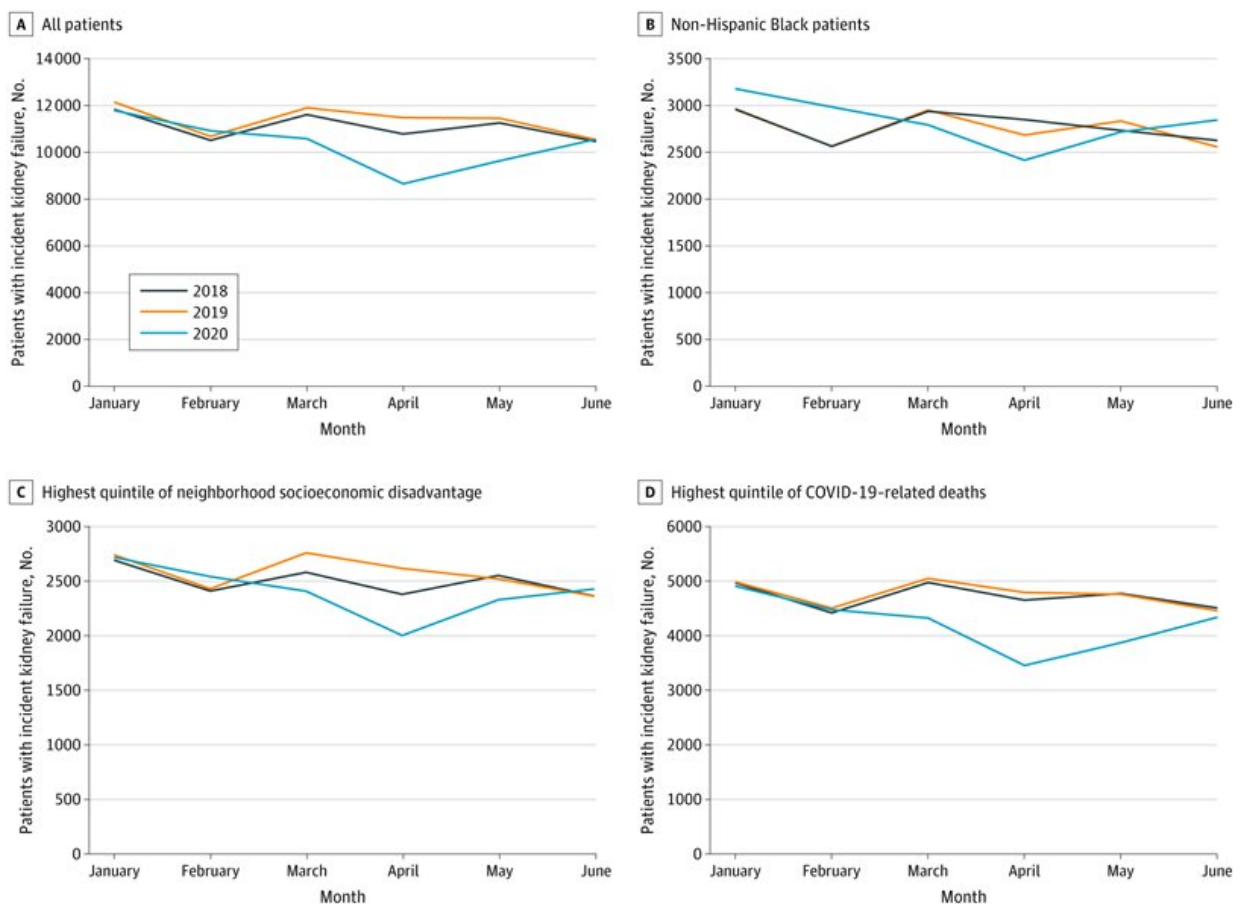 A All patients
Patients with incident kidney failure, No.
14000
12000
10000
8000
6000
4000
2000
0
2018
2019
2020
January February March April May June
Month
B Non-Hispanic Black patients
Patients with incident kidney failure, No.
3500
3000
2500
2000
1500
1000
500
0
January February March April May June
Month
C Highest quintile of neighborhood socioeconomic disadvantage
Patients with incident kidney failure, No.
3000
2500
2000
1500
1000
500
0
January February March April May June
Month
D Highest quintile of COVID-19-related deaths
Patients with incident kidney failure, No.
6000
5000
4000
3000
2000
1000
0
January February March April May June
Month